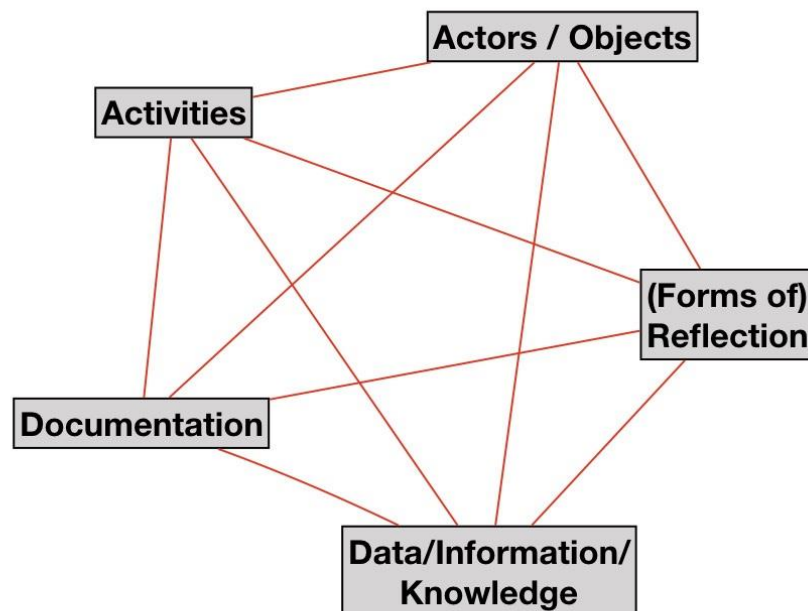 Actors / Objects
Activities
(Forms of)
Reflection
Documentation
Data/Information/
Knowledge